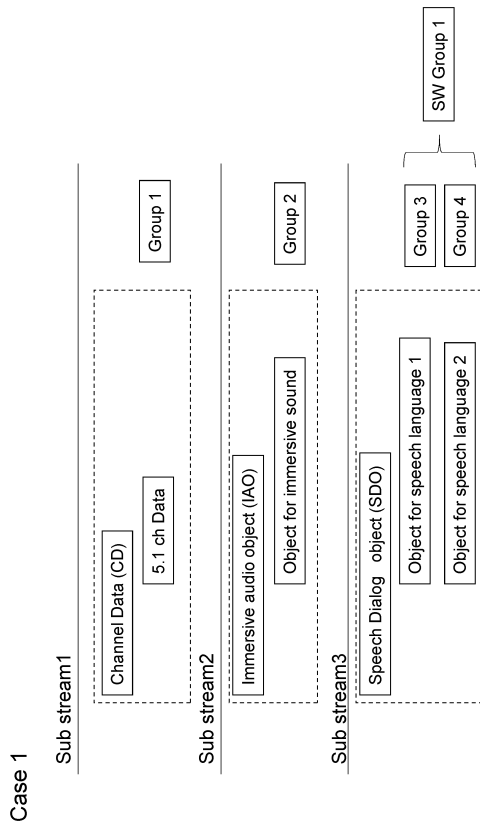 Case 1
Sub stream1
Channel Data (CD)
5.1 ch Data
Group 1
Sub stream2
Immersive audio object (IAO)
Object for immersive sound
Group 2
Sub stream3
Speech Dialog object (SDO)
Object for speech language 1
Group 3
Object for speech language 2
Group 4
SW Group 1